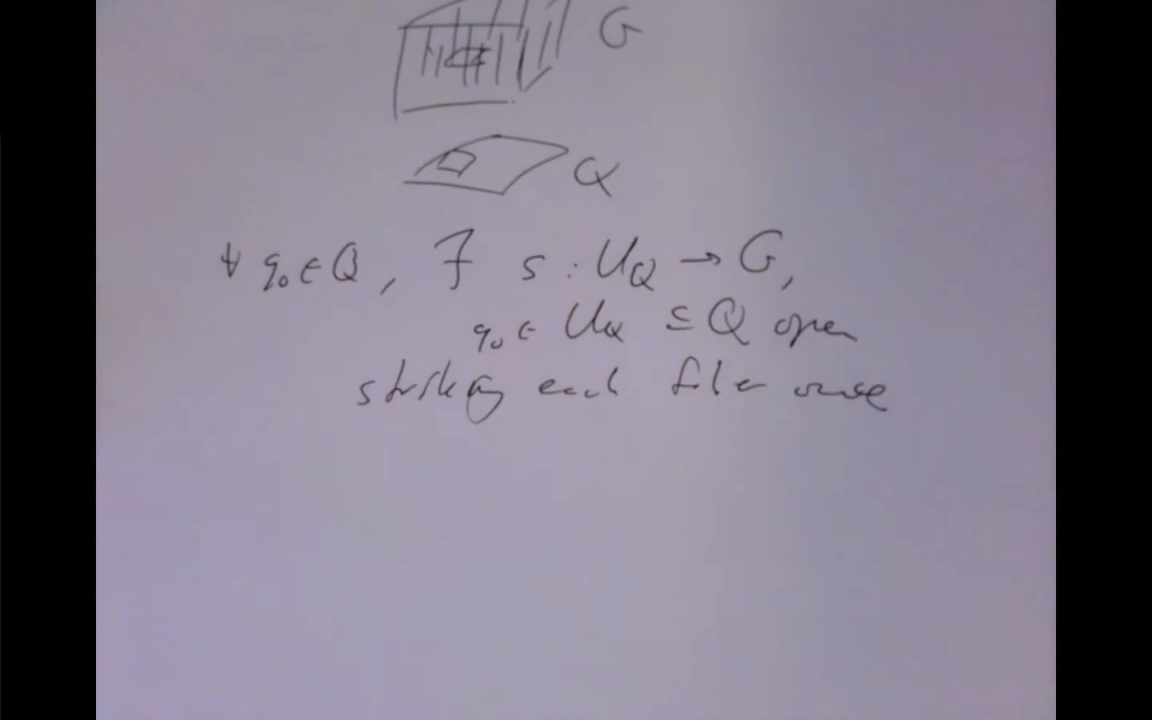 G
Q
∀ q₀ ∈ Q, ∃ s : U_Q → G,
q₀ ∈ U_Q ⊆ Q open
striking each fiber once